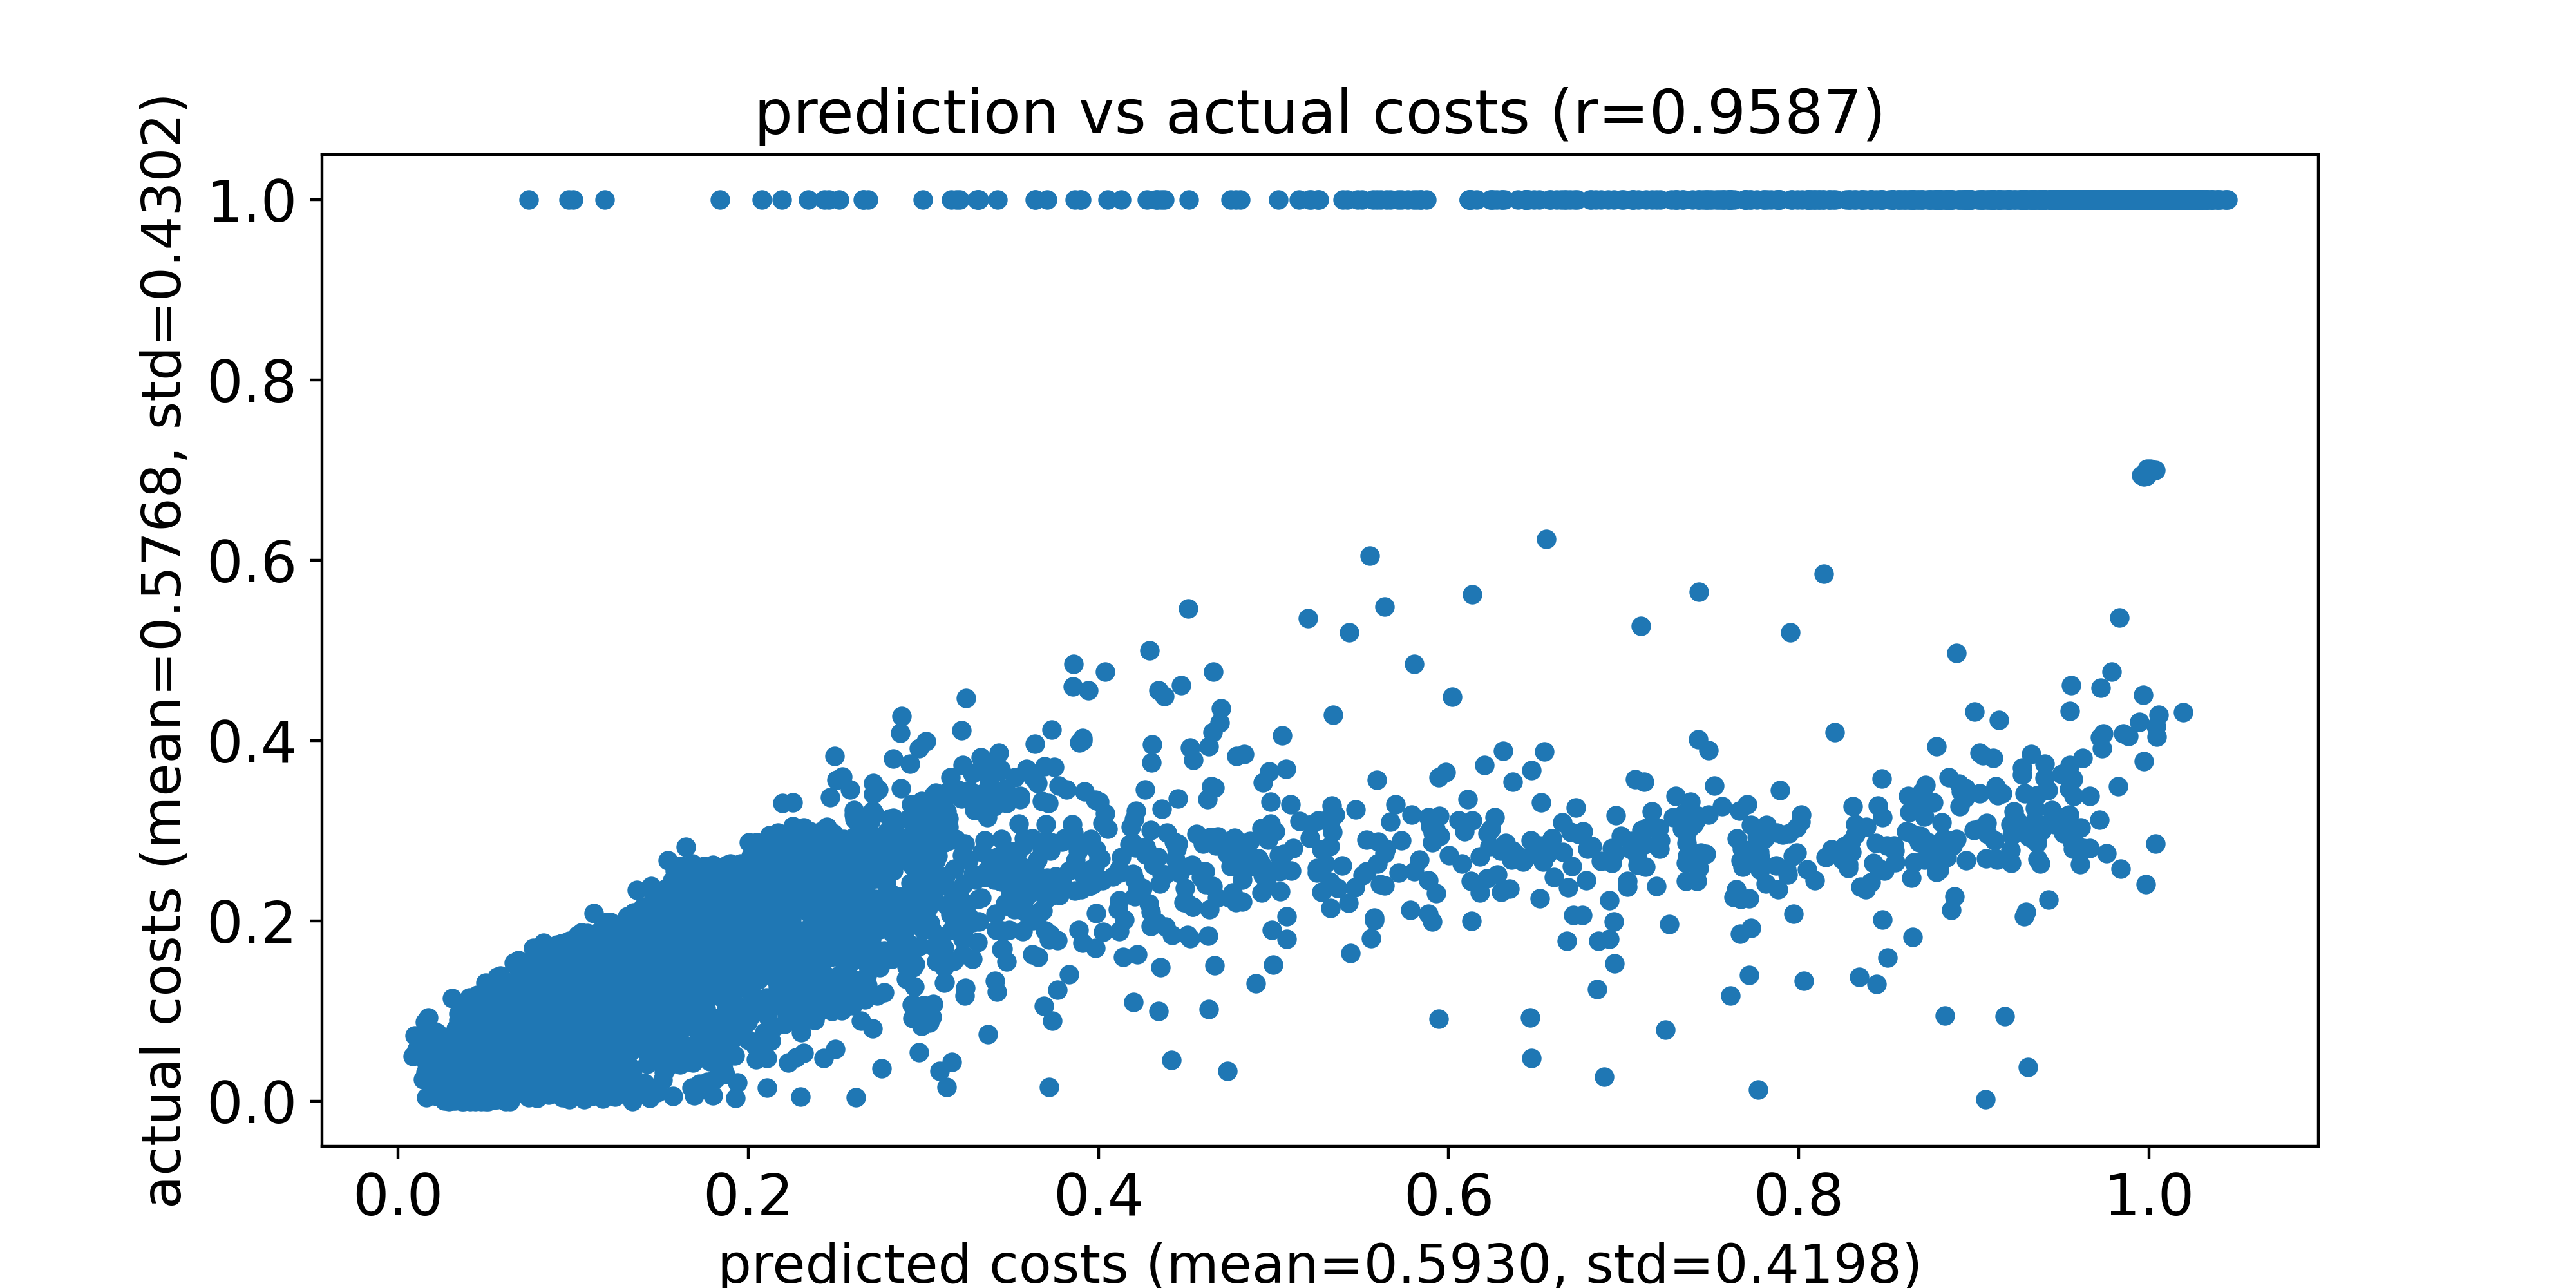 prediction vs actual costs (r=0.9587)
actual costs (mean=0.5768, std=0.4302)
1.0
0.8
0.6
0.4
0.2
0.0
0.0 0.2 0.4 0.6 0.8 1.0
predicted costs (mean=0.5930, std=0.4198)